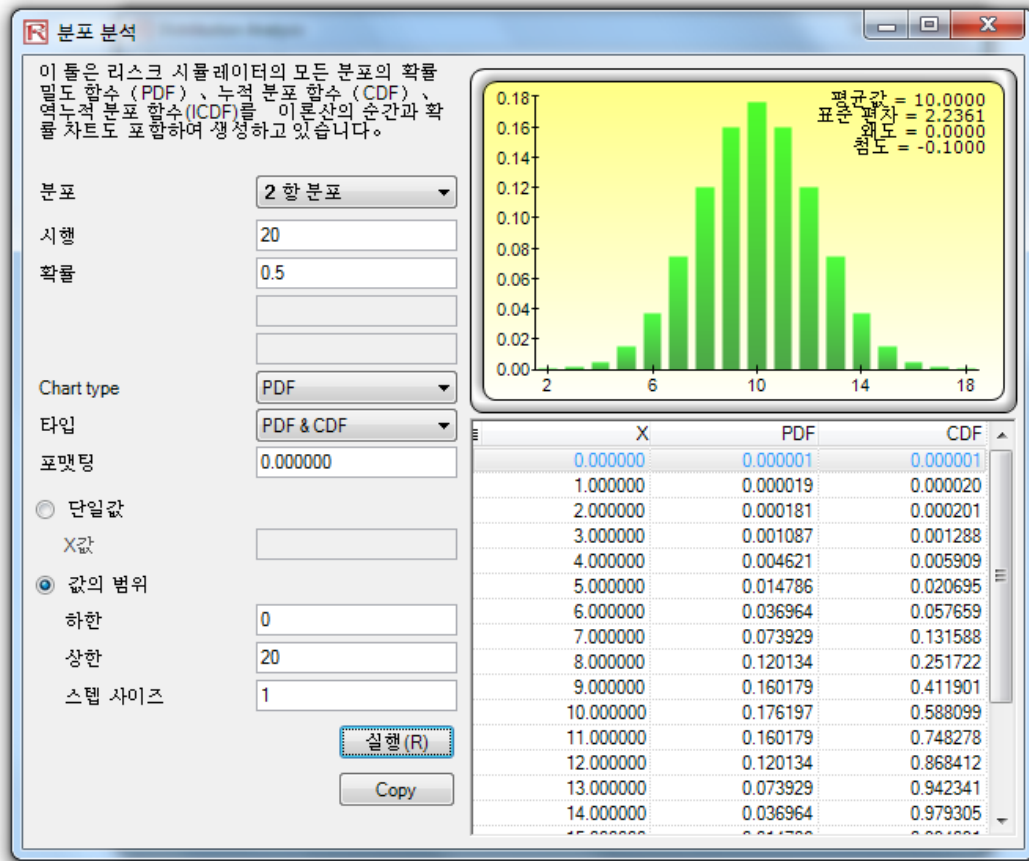 분포 분석
이 툴은 리스크 시뮬레이터의 모든 분포의 확률
밀도 함수 (PDF) 、누적 분포 함수 (CDF) 、
역누적 분포 함수(ICDF)를 이론산의 순간과 확
률 차트도 포함하여 생성하고 있습니다。
분포
2 항 분포
시행
20
확률
0.5
Chart type
PDF
타입
PDF & CDF
포맷팅
0.000000
단일값
X값
값의 범위
하한
0
상한
20
스텝 사이즈
1
실행(R)
Copy
평균값 = 10.0000
표준 편차 = 2.2361
왜도 = 0.0000
첨도 = -0.1000
0.18
0.16
0.14
0.12
0.10
0.08
0.06
0.04
0.02
0.00
2 6 10 14 18
X PDF CDF
0.000000 0.000001 0.000001
1.000000 0.000019 0.000020
2.000000 0.000181 0.000201
3.000000 0.001087 0.001288
4.000000 0.004621 0.005909
5.000000 0.014786 0.020695
6.000000 0.036964 0.057659
7.000000 0.073929 0.131588
8.000000 0.120134 0.251722
9.000000 0.160179 0.411901
10.000000 0.176197 0.588099
11.000000 0.160179 0.748278
12.000000 0.120134 0.868412
13.000000 0.073929 0.942341
14.000000 0.036964 0.979305